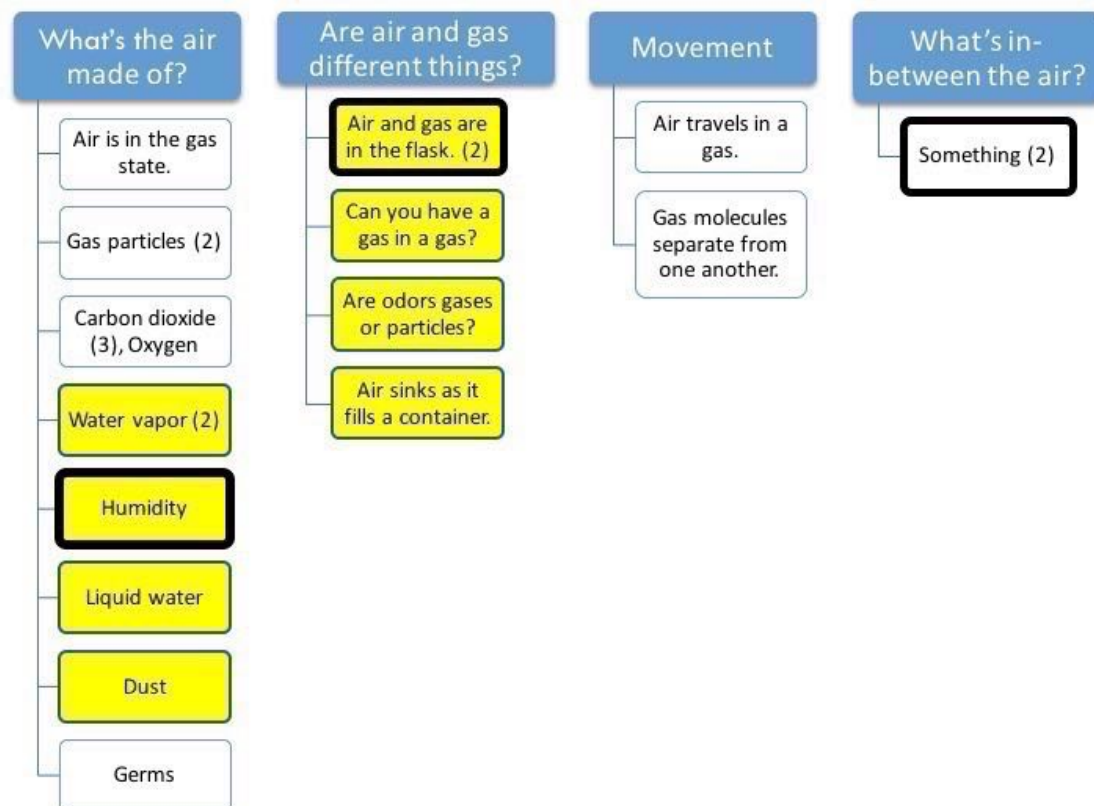 What's the air
made of?
Air is in the gas
state.
Gas particles (2)
Carbon dioxide
(3), Oxygen
Water vapor (2)
Humidity
Liquid water
Dust
Germs
Are air and gas
different things?
Air and gas are
in the flask. (2)
Can you have a
gas in a gas?
Are odors gases
or particles?
Air sinks as it
fills a container.
Movement
Air travels in a
gas.
Gas molecules
separate from
one another.
What's in-
between the air?
Something (2)